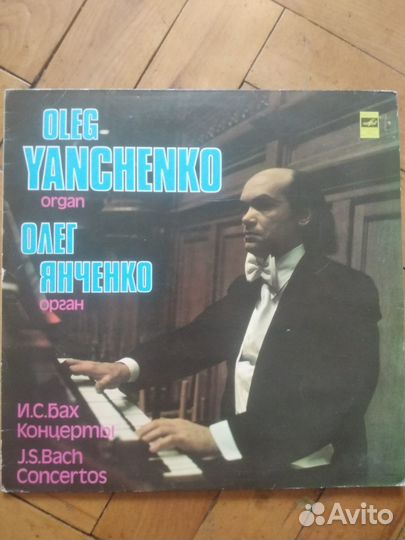 OLEG
YANCHENKO
organ
ОЛЕГ
ЯНЧЕНКО
орган
И.С.Бах
Концерты
J.S.Bach
Concertos
Avito